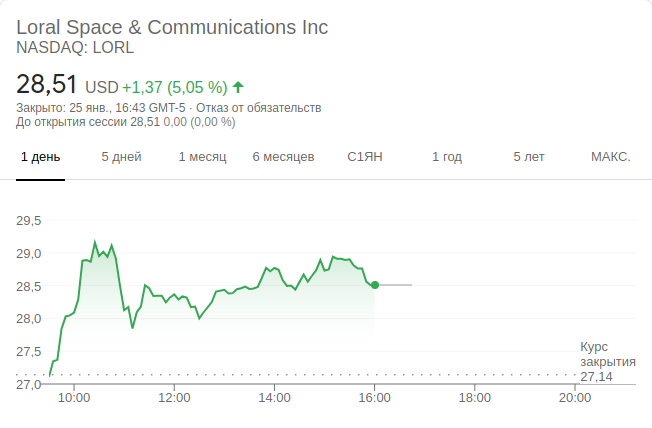 Loral Space & Communications Inc
NASDAQ: LORL
28,51 USD +1,37 (5,05 %)
Закрыто: 25 янв., 16:43 GMT-5 · Отказ от обязательств
До открытия сессии 28,51 0,00 (0,00 %)
1 день 5 дней 1 месяц 6 месяцев С1ЯН 1 год 5 лет МАКС.
29,5
29,0
28,5
28,0
27,5
27,0
Курс
закрытия
27,14
10:00 12:00 14:00 16:00 18:00 20:00